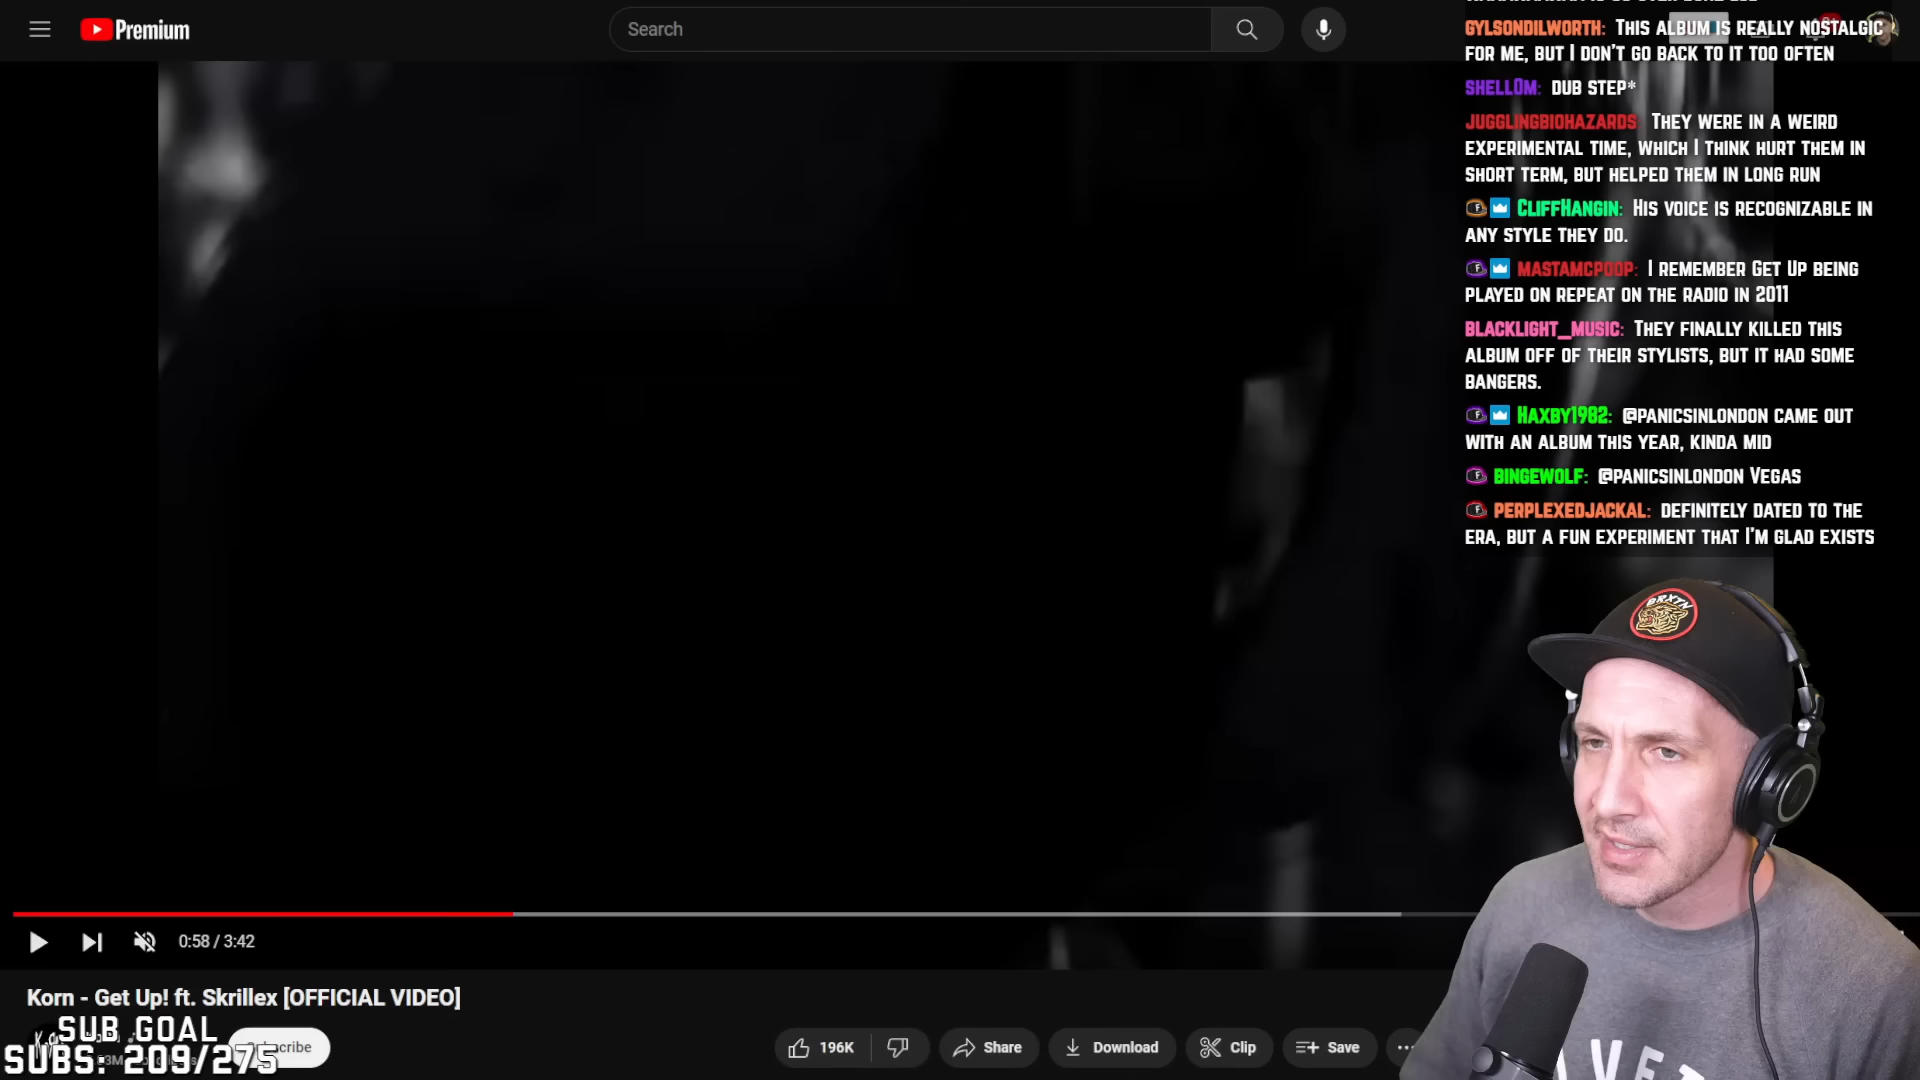 Premium
Search
GYLSONDILWORTH: THIS ALBUM IS REALLY NOSTALGIC
FOR ME, BUT I DON'T GO BACK TO IT TOO OFTEN
SHELL0M: DUB STEP*
JUGGLINGBIOHAZARDS: THEY WERE IN A WEIRD
EXPERIMENTAL TIME, WHICH I THINK HURT THEM IN
SHORT TERM, BUT HELPED THEM IN LONG RUN
CLIFFHANGIN: HIS VOICE IS RECOGNIZABLE IN
ANY STYLE THEY DO.
MASTAMCPOOP: I REMEMBER GET UP BEING
PLAYED ON REPEAT ON THE RADIO IN 2011
BLACKLIGHT_MUSIC: THEY FINALLY KILLED THIS
ALBUM OFF OF THEIR STYLISTS, BUT IT HAD SOME
BANGERS.
HAXBY1982: @PANICSINLONDON CAME OUT
WITH AN ALBUM THIS YEAR, KINDA MID
BINGEWOLF: @PANICSINLONDON VEGAS
PERPLEXEDJACKAL: DEFINITELY DATED TO THE
ERA, BUT A FUN EXPERIMENT THAT I'M GLAD EXISTS
BRXTN
0:58 / 3:42
Korn - Get Up! ft. Skrillex [OFFICIAL VIDEO]
SUB GOAL
SUBS: 209/275
196K
Share
Download
Clip
Save